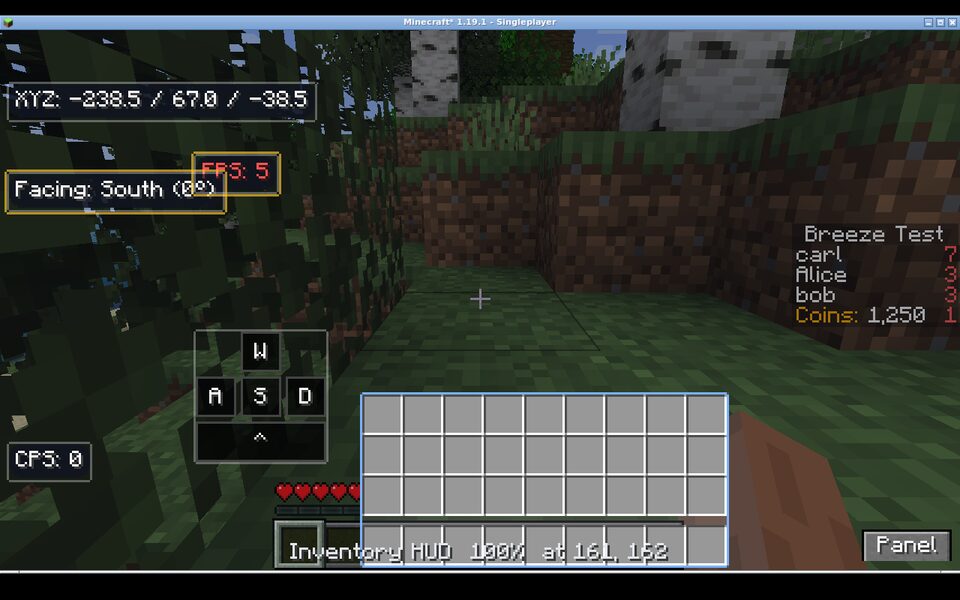 Minecraft* 1.19.1 - Singleplayer
XYZ: -238.5 / 67.0 / -38.5
FPS: 5
Facing: South (0º)
Breeze Test
carl 7
Alice 3
bob 3
Coins: 1,250 1
W
A S D
^
CPS: 0
Inventory HUD 100% at 161, 162
Panel